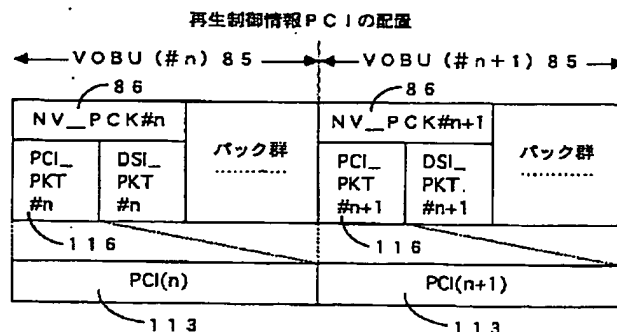 再生制御情報PCIの配置
VOBU(#n)85
VOBU(#n+1)85
86
86
NV__PCK#n
NV__PCK#n+1
PCI_
PKT
#n
DSI_
PKT
#n
パック群
............
PCI_
PKT
#n+1
DSI_
PKT.
#n+1
パック群
............
116
116
PCI(n)
PCI(n+1)
113
113